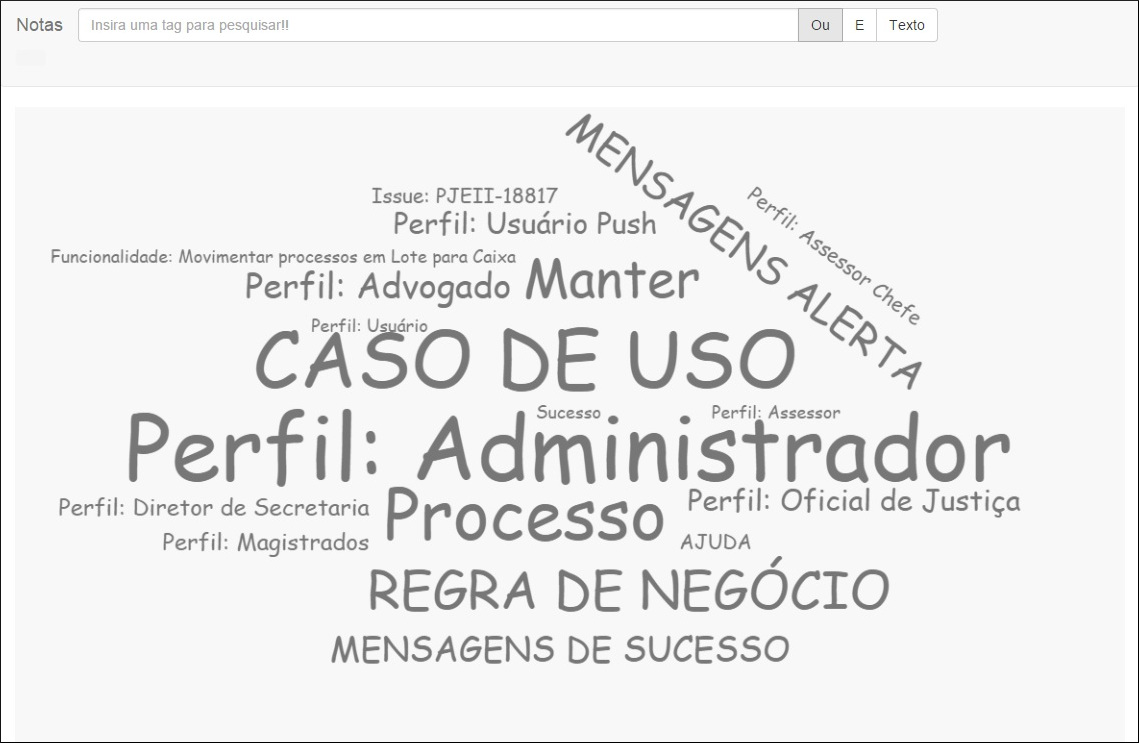 Notas Insira uma tag para pesquisar!! Ou E Texto
MENSAGENS ALERTA
Perfil: Assessor Chefe
Issue: PJEII-18817
Perfil: Usuário Push
Funcionalidade: Movimentar processos em Lote para Caixa
Perfil: Advogado
Manter
Perfil: Usuário
CASO DE USO
Sucesso
Perfil: Assessor
Perfil: Administrador
Perfil: Diretor de Secretaria
Processo
Perfil: Oficial de Justiça
Perfil: Magistrados
AJUDA
REGRA DE NEGÓCIO
MENSAGENS DE SUCESSO